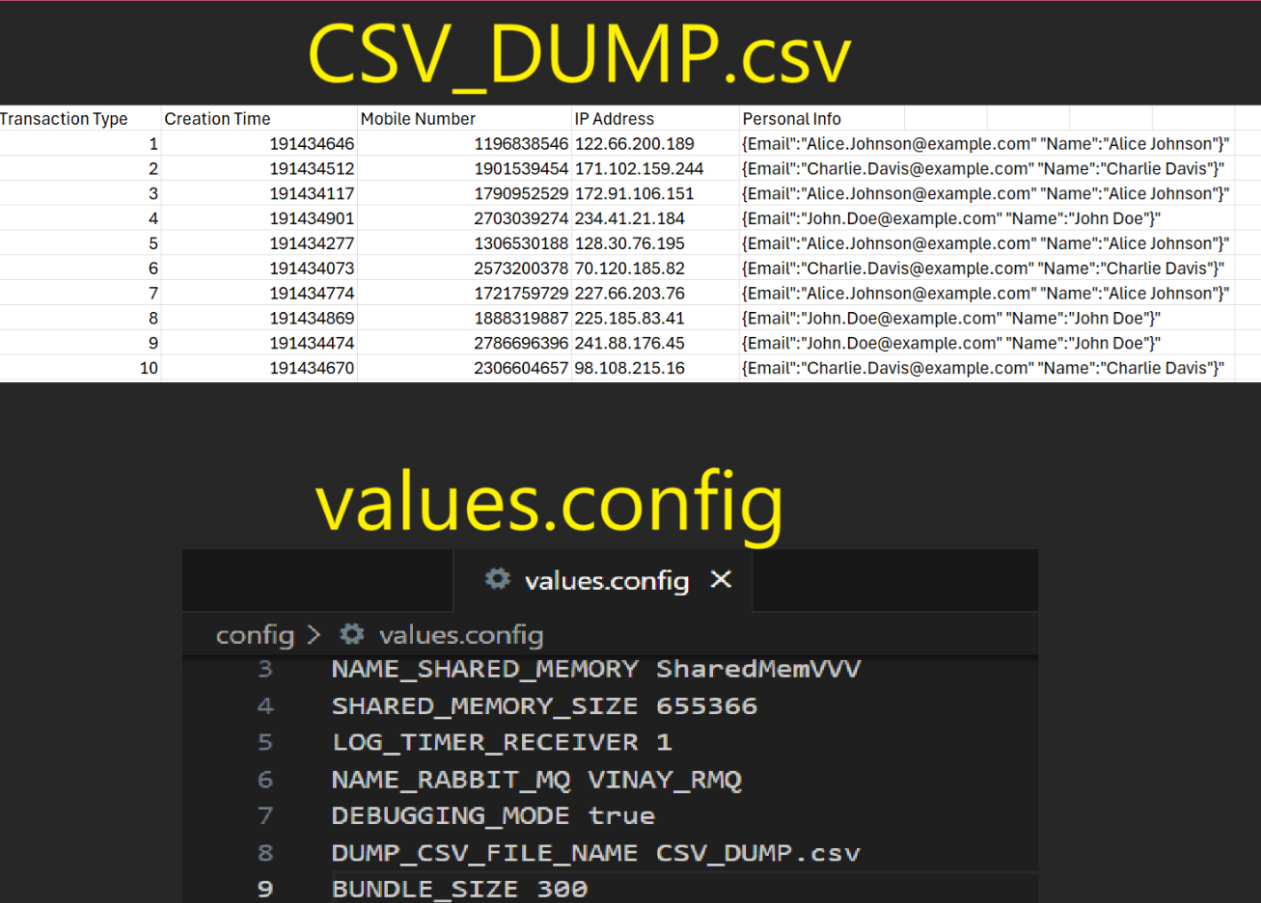 CSV_DUMP.csv
Transaction Type Creation Time Mobile Number IP Address Personal Info
1 191434646 1196838546 122.66.200.189 {Email":"Alice.Johnson@example.com" "Name":"Alice Johnson"}"
2 191434512 1901539454 171.102.159.244 {Email":"Charlie.Davis@example.com" "Name":"Charlie Davis"}"
3 191434117 1790952529 172.91.106.151 {Email":"Alice.Johnson@example.com" "Name":"Alice Johnson"}"
4 191434901 2703039274 234.41.21.184 {Email":"John.Doe@example.com" "Name":"John Doe"}"
5 191434277 1306530188 128.30.76.195 {Email":"Alice.Johnson@example.com" "Name":"Alice Johnson"}"
6 191434073 2573200378 70.120.185.82 {Email":"Charlie.Davis@example.com" "Name":"Charlie Davis"}"
7 191434774 1721759729 227.66.203.76 {Email":"Alice.Johnson@example.com" "Name":"Alice Johnson"}"
8 191434869 1888319887 225.185.83.41 {Email":"John.Doe@example.com" "Name":"John Doe"}"
9 191434474 2786696396 241.88.176.45 {Email":"John.Doe@example.com" "Name":"John Doe"}"
10 191434670 2306604657 98.108.215.16 {Email":"Charlie.Davis@example.com" "Name":"Charlie Davis"}"
values.config
values.config
config > values.config
3 NAME_SHARED_MEMORY SharedMemVVV
4 SHARED_MEMORY_SIZE 655366
5 LOG_TIMER_RECEIVER 1
6 NAME_RABBIT_MQ VINAY_RMQ
7 DEBUGGING_MODE true
8 DUMP_CSV_FILE_NAME CSV_DUMP.csv
9 BUNDLE_SIZE 300